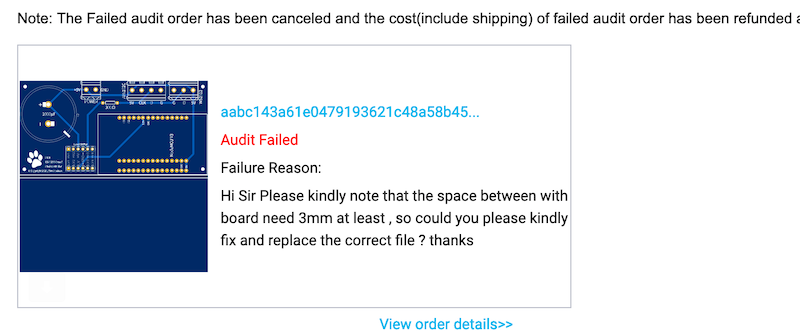 Note: The Failed audit order has been canceled and the cost(include shipping) of failed audit order has been refunded
aabc143a61e0479193621c48a58b45...
Audit Failed
Failure Reason:
Hi Sir Please kindly note that the space between with
board need 3mm at least , so could you please kindly
fix and replace the correct file ? thanks
View order details>>